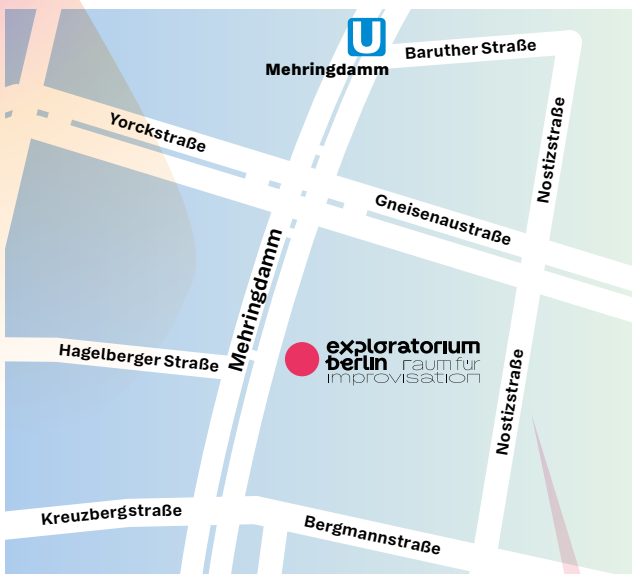 U
Mehringdamm
Baruther Straße
Yorckstraße
Nostizstraße
Gneisenaustraße
Mehringdamm
Hagelberger Straße
exploratorium
berlin raum für
improvisation
Nostizstraße
Kreuzbergstraße
Bergmannstraße